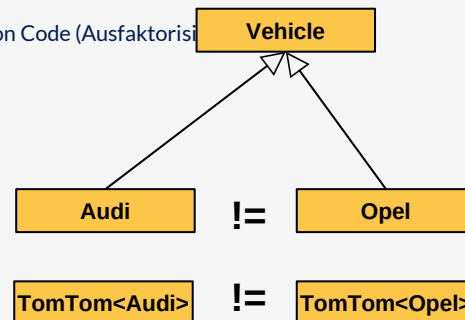 on Code (Ausfaktorisi
Vehicle
Audi != Opel
TomTom<Audi> != TomTom<Opel>